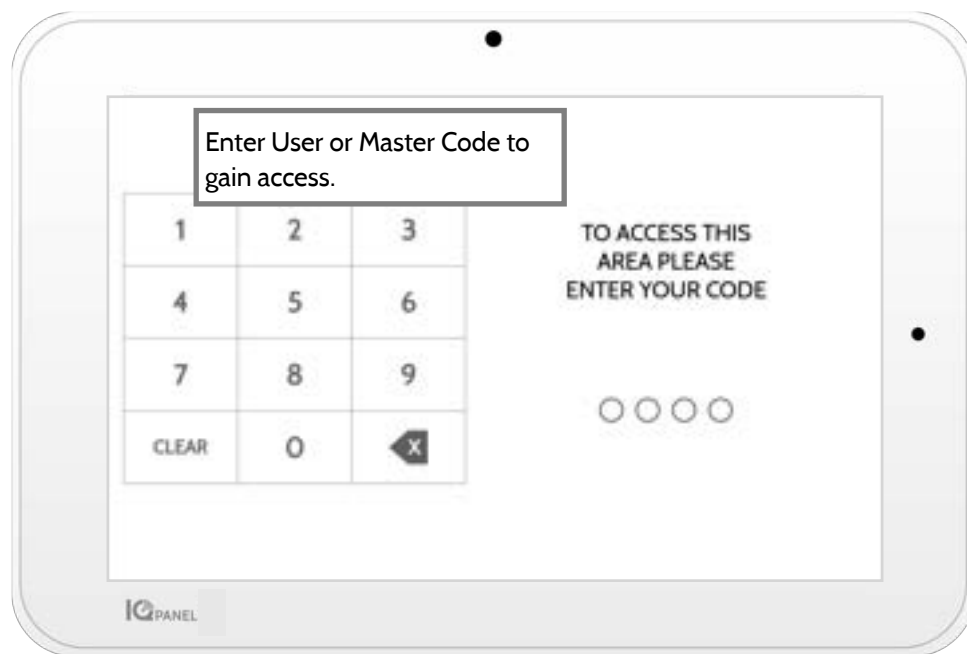 Enter User or Master Code to
gain access.
1 2 3
4 5 6
7 8 9
CLEAR 0 X
TO ACCESS THIS
AREA PLEASE
ENTER YOUR CODE
IQ PANEL